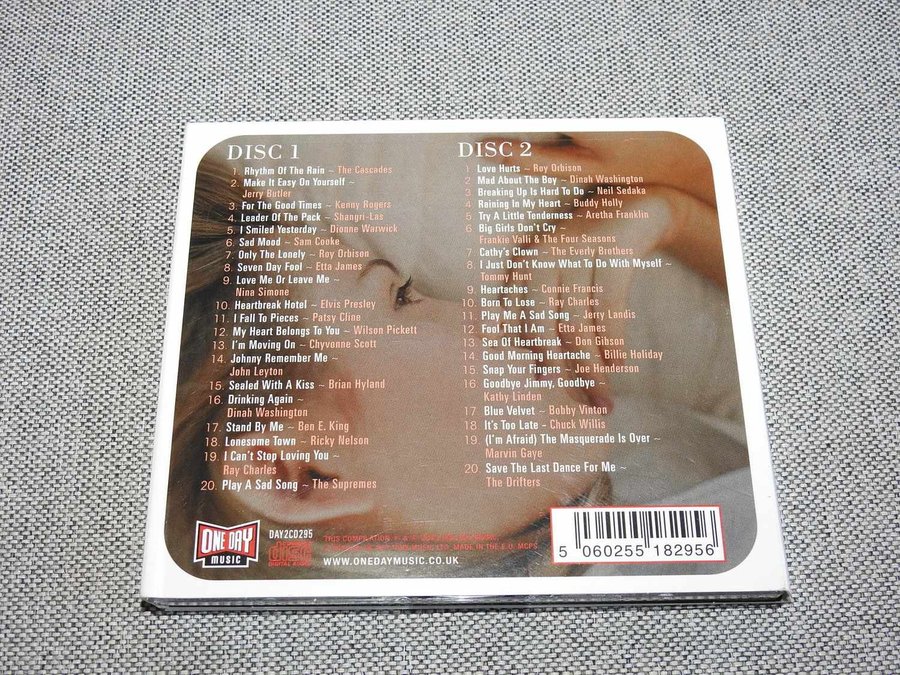 DISC 1
1. Rhythm Of The Rain ~ The Cascades
2. Make It Easy On Yourself ~
Jerry Butler
3. For The Good Times ~ Kenny Rogers
4. Leader Of The Pack ~ Shangri-Las
5. I Smiled Yesterday ~ Dionne Warwick
6. Sad Mood ~ Sam Cooke
7. Only The Lonely ~ Roy Orbison
8. Seven Day Fool ~ Etta James
9. Love Me Or Leave Me ~
Nina Simone
10. Heartbreak Hotel ~ Elvis Presley
11. I Fall To Pieces ~ Patsy Cline
12. My Heart Belongs To You ~ Wilson Pickett
13. I'm Moving On ~ Chyvonne Scott
14. Johnny Remember Me ~
John Leyton
15. Sealed With A Kiss ~ Brian Hyland
16. Drinking Again ~
Dinah Washington
17. Stand By Me ~ Ben E. King
18. Lonesome Town ~ Ricky Nelson
19. I Can't Stop Loving You ~
Ray Charles
20. Play A Sad Song ~ The Supremes
DISC 2
1. Love Hurts ~ Roy Orbison
2. Mad About The Boy ~ Dinah Washington
3. Breaking Up Is Hard To Do ~ Neil Sedaka
4. Raining In My Heart ~ Buddy Holly
5. Try A Little Tenderness ~ Aretha Franklin
6. Big Girls Don't Cry ~
Frankie Valli & The Four Seasons
7. Cathy's Clown ~ The Everly Brothers
8. I Just Don't Know What To Do With Myself ~
Tommy Hunt
9. Heartaches ~ Connie Francis
10. Born To Lose ~ Ray Charles
11. Play Me A Sad Song ~ Jerry Landis
12. Fool That I Am ~ Etta James
13. Sea Of Heartbreak ~ Don Gibson
14. Good Morning Heartache ~ Billie Holiday
15. Snap Your Fingers ~ Joe Henderson
16. Goodbye Jimmy, Goodbye ~
Kathy Linden
17. Blue Velvet ~ Bobby Vinton
18. It's Too Late - Chuck Willis
19. (I'm Afraid) The Masquerade Is Over ~
Marvin Gaye
20. Save The Last Dance For Me ~
The Drifters
ONE DAY
MUSIC
DAY2CD295
DIGITAL AUDIO
THIS COMPILATION
MADE IN THE E.U. MCPS
WWW.ONEDAYMUSIC.CO.UK
5 060255 182956